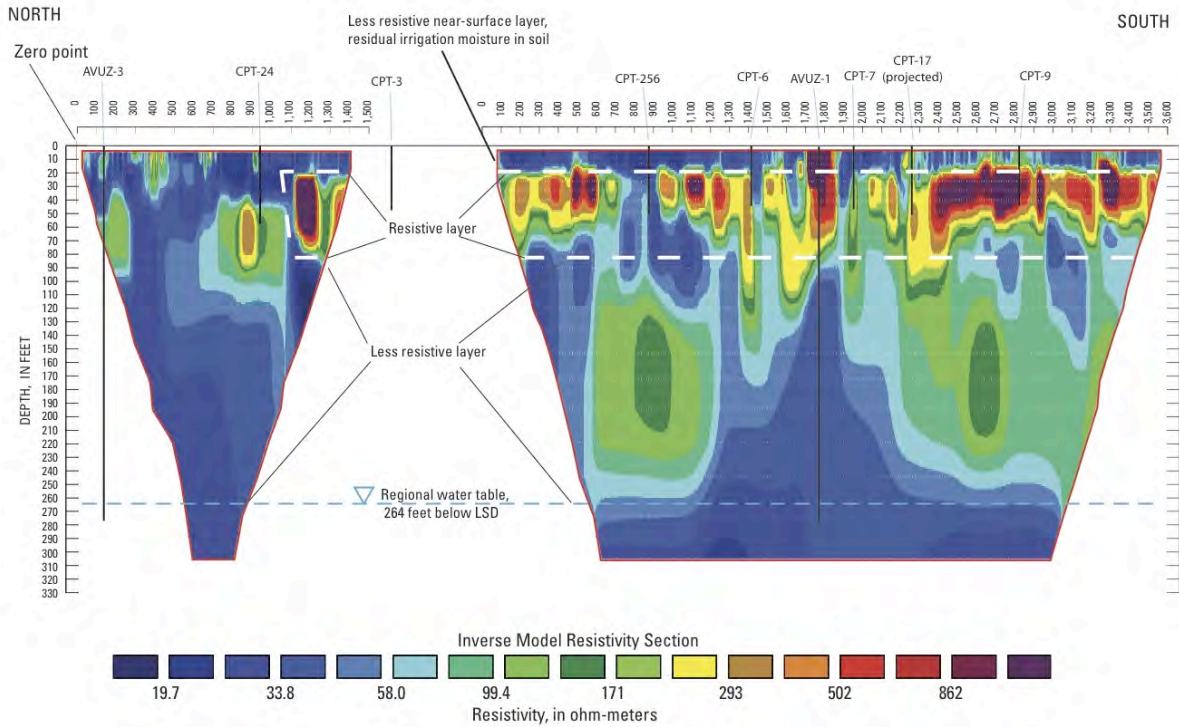 NORTH
SOUTH
Less resistive near-surface layer,
residual irrigation moisture in soil
Zero point
AVUZ-3
CPT-24
CPT-3
CPT-256
CPT-6
AVUZ-1
CPT-7
CPT-17
(projected)
CPT-9
0 100 200 300 400 500 600 700 800 900 1,000 1,100 1,200 1,300 1,400 1,500
0 100 200 300 400 500 600 700 800 900 1,000 1,100 1,200 1,300 1,400 1,500 1,600 1,700 1,800 1,900 2,000 2,100 2,200 2,300 2,400 2,500 2,600 2,700 2,800 2,900 3,000 3,100 3,200 3,300 3,400 3,500 3,600
DEPTH, IN FEET
0
10
20
30
40
50
60
70
80
90
100
110
120
130
140
150
160
170
180
190
200
210
220
230
240
250
260
270
280
290
300
310
320
330
Resistive layer
Less resistive layer
Regional water table,
264 feet below LSD
Inverse Model Resistivity Section
19.7 33.8 58.0 99.4 171 293 502 862
Resistivity, in ohm-meters